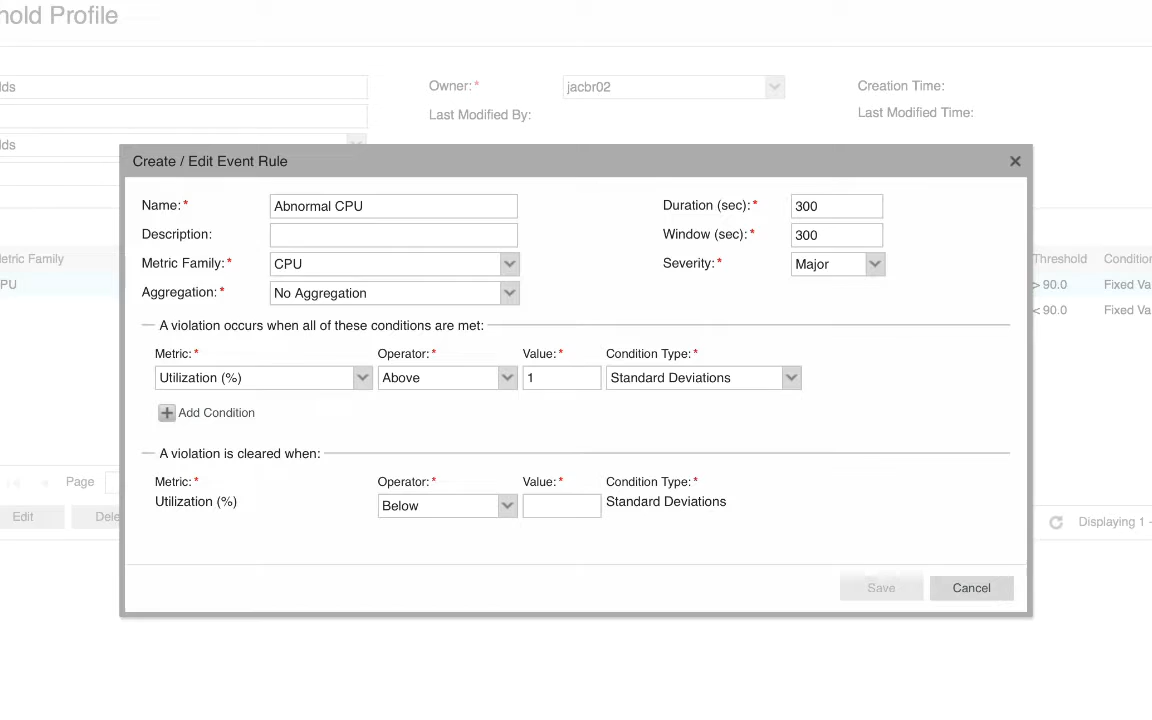 hold Profile
lds
Owner:* jacbr02 Creation Time:
Last Modified By: Last Modified Time:
lds
Create / Edit Event Rule
Name:* Abnormal CPU Duration (sec):* 300
Description: Window (sec):* 300
Metric Family:* CPU Severity:* Major
Aggregation:* No Aggregation
etric Family Threshold Condition
PU > 90.0 Fixed Va
< 90.0 Fixed Va
A violation occurs when all of these conditions are met:
Metric:* Operator:* Value:* Condition Type:*
Utilization (%) Above 1 Standard Deviations
Add Condition
A violation is cleared when:
Metric:* Operator:* Value:* Condition Type:*
Utilization (%) Below Standard Deviations
Page
Edit Dele Displaying 1 -
Save Cancel